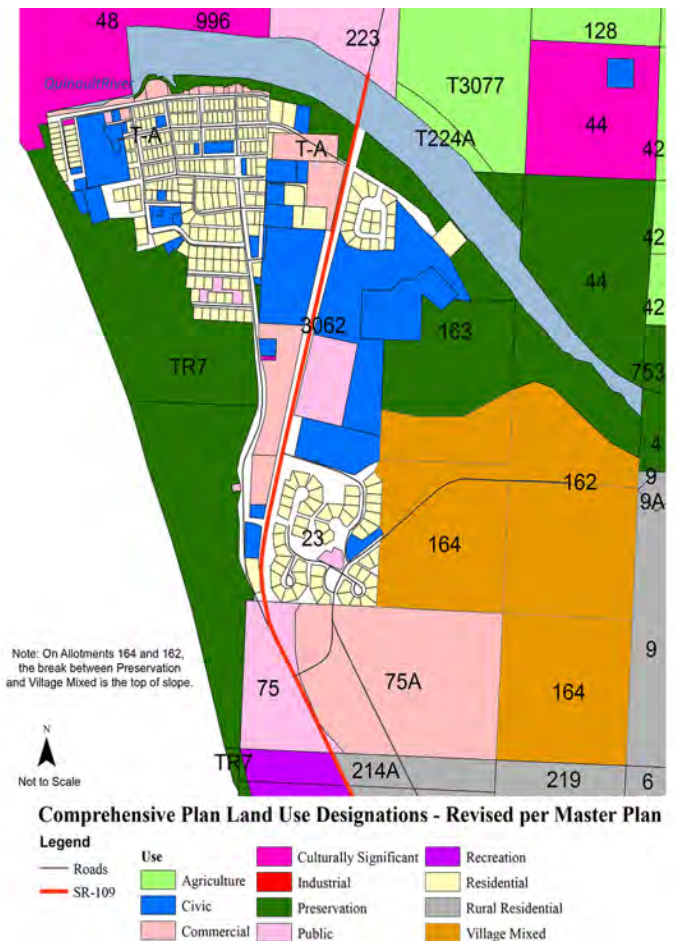 48
996
223
128
QuinaultRiver
T3077
T-A
T-A
T224A
44
42
42
44
42
3062
163
TR7
753
4
9
162
9A
23
164
Note: On Allotments 164 and 162,
the break between Preservation
and Village Mixed is the top of slope.
9
75
75A
164
N
Not to Scale
TR7
214A
219
6
Comprehensive Plan Land Use Designations - Revised per Master Plan
Legend
Roads
SR-109
Use
Agriculture
Civic
Commercial
Culturally Significant
Industrial
Preservation
Public
Recreation
Residential
Rural Residential
Village Mixed